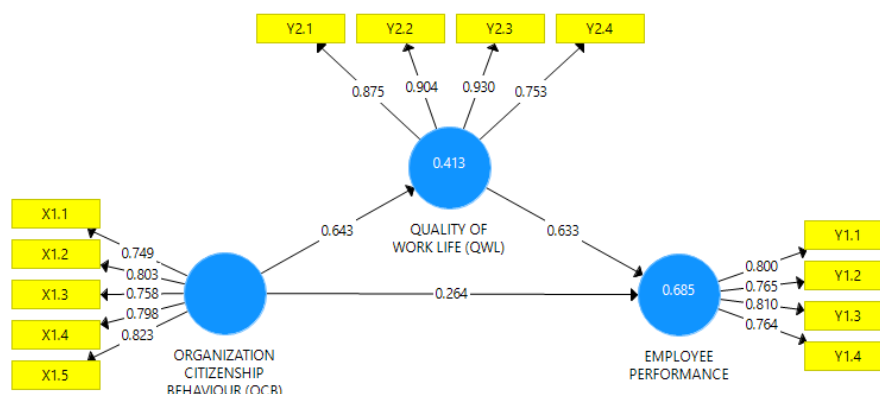 Y2.1
Y2.2
Y2.3
Y2.4
0.875
0.904
0.930
0.753
0.413
QUALITY OF
WORK LIFE (QWL)
0.643
0.633
X1.1
X1.2
X1.3
X1.4
X1.5
0.749
0.803
0.758
0.798
0.823
ORGANIZATION
CITIZENSHIP
BEHAVIOUR (OCB)
0.264
0.685
EMPLOYEE
PERFORMANCE
0.800
0.765
0.810
0.764
Y1.1
Y1.2
Y1.3
Y1.4